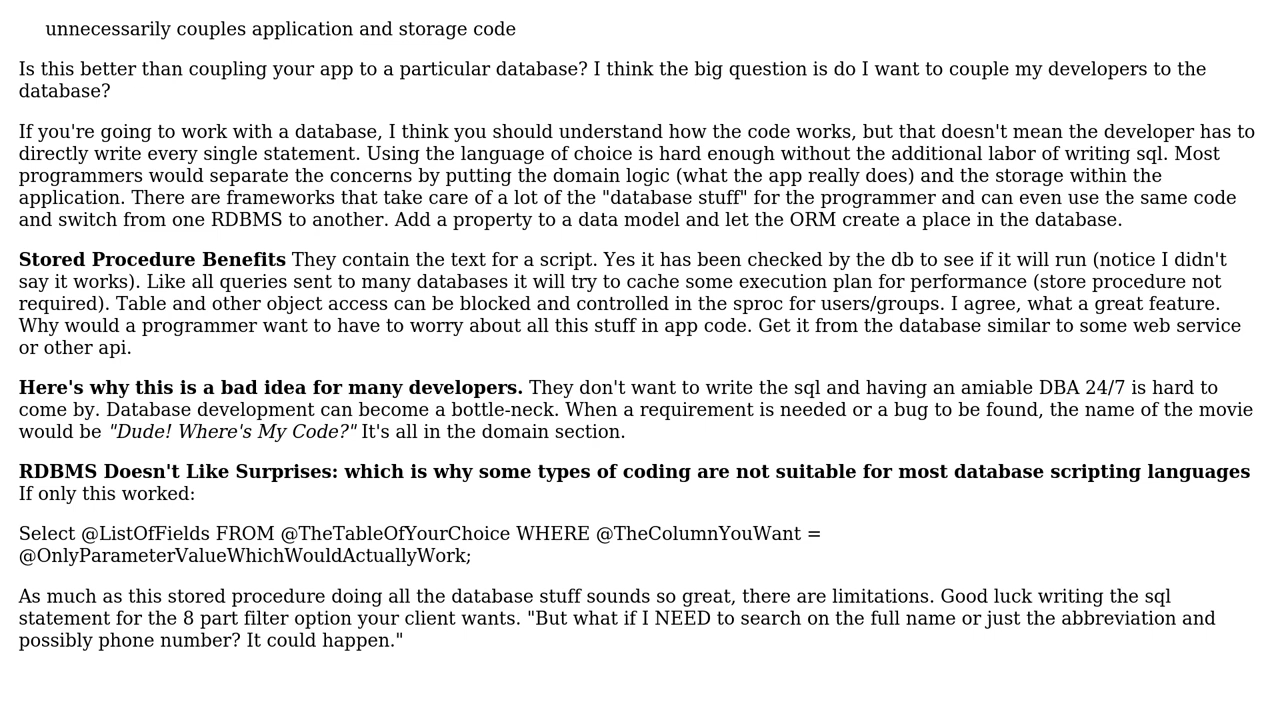 unnecessarily couples application and storage code
Is this better than coupling your app to a particular database? I think the big question is do I want to couple my developers to the
database?
If you're going to work with a database, I think you should understand how the code works, but that doesn't mean the developer has to
directly write every single statement. Using the language of choice is hard enough without the additional labor of writing sql. Most
programmers would separate the concerns by putting the domain logic (what the app really does) and the storage within the
application. There are frameworks that take care of a lot of the "database stuff" for the programmer and can even use the same code
and switch from one RDBMS to another. Add a property to a data model and let the ORM create a place in the database.
Stored Procedure Benefits They contain the text for a script. Yes it has been checked by the db to see if it will run (notice I didn't
say it works). Like all queries sent to many databases it will try to cache some execution plan for performance (store procedure not
required). Table and other object access can be blocked and controlled in the sproc for users/groups. I agree, what a great feature.
Why would a programmer want to have to worry about all this stuff in app code. Get it from the database similar to some web service
or other api.
Here's why this is a bad idea for many developers. They don't want to write the sql and having an amiable DBA 24/7 is hard to
come by. Database development can become a bottle-neck. When a requirement is needed or a bug to be found, the name of the movie
would be "Dude! Where's My Code?" It's all in the domain section.
RDBMS Doesn't Like Surprises: which is why some types of coding are not suitable for most database scripting languages
If only this worked:
Select @ListOfFields FROM @TheTableOfYourChoice WHERE @TheColumnYouWant =
@OnlyParameterValueWhichWouldActuallyWork;
As much as this stored procedure doing all the database stuff sounds so great, there are limitations. Good luck writing the sql
statement for the 8 part filter option your client wants. "But what if I NEED to search on the full name or just the abbreviation and
possibly phone number? It could happen."